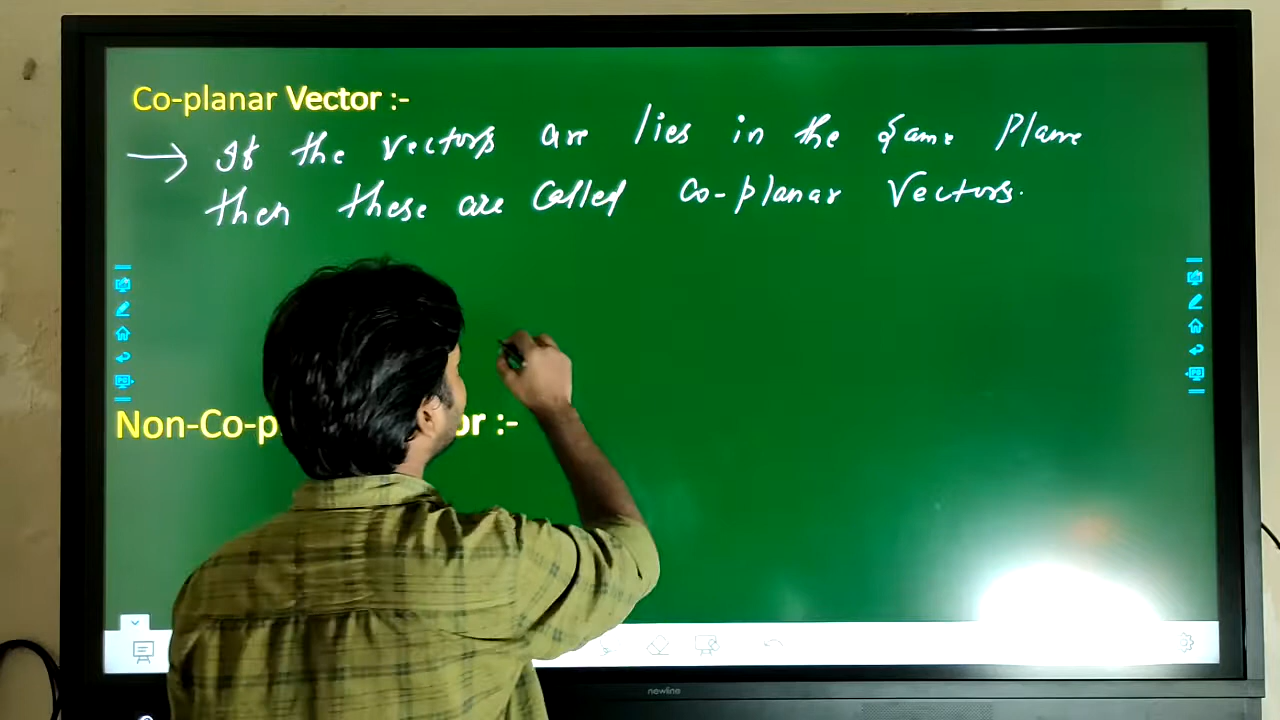 Co-planar Vector :-
→ If the vectors are lies in the same Plane
then these are Called Co-planar Vectors.
Non-Co-p or :-
newline